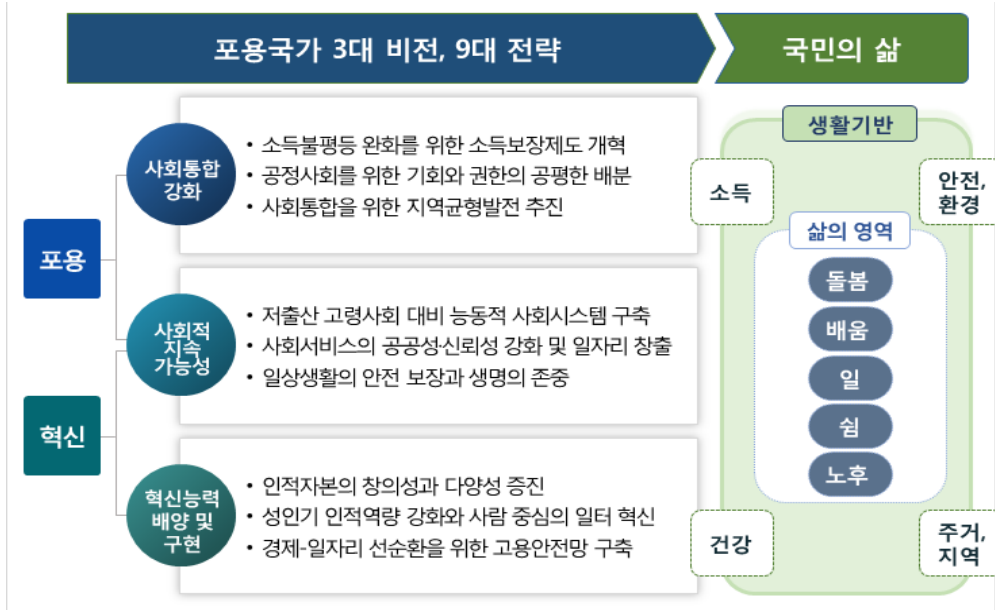 포용국가 3대 비전, 9대 전략
국민의 삶
포용
혁신
사회통합
강화
• 소득불평등 완화를 위한 소득보장제도 개혁
• 공정사회를 위한 기회와 권한의 공평한 배분
• 사회통합을 위한 지역균형발전 추진
사회적
지속
가능성
• 저출산 고령사회 대비 능동적 사회시스템 구축
• 사회서비스의 공공성·신뢰성 강화 및 일자리 창출
• 일상생활의 안전 보장과 생명의 존중
혁신능력
배양 및
구현
• 인적자본의 창의성과 다양성 증진
• 성인기 인적역량 강화와 사람 중심의 일터 혁신
• 경제-일자리 선순환을 위한 고용안전망 구축
생활기반
소득
안전,
환경
삶의 영역
돌봄
배움
일
쉼
노후
건강
주거,
지역